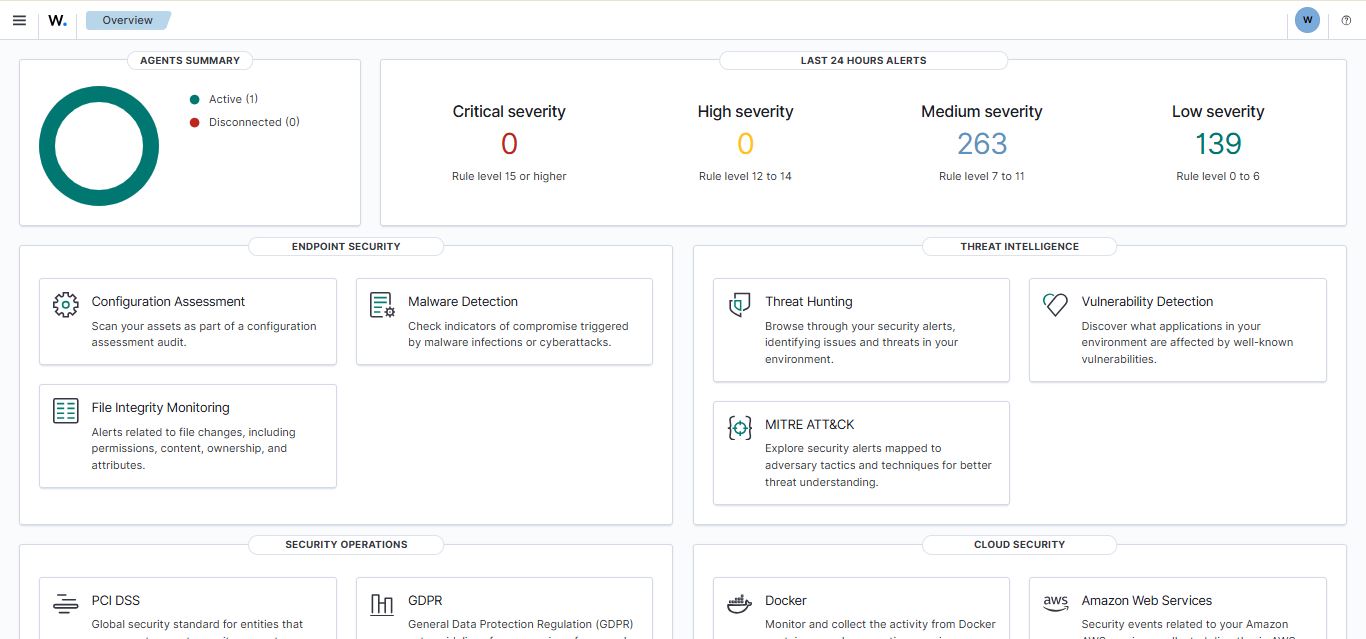 W. Overview W
AGENTS SUMMARY
Active (1)
Disconnected (0)
LAST 24 HOURS ALERTS
Critical severity
0
Rule level 15 or higher
High severity
0
Rule level 12 to 14
Medium severity
263
Rule level 7 to 11
Low severity
139
Rule level 0 to 6
ENDPOINT SECURITY
Configuration Assessment
Scan your assets as part of a configuration
assessment audit.
Malware Detection
Check indicators of compromise triggered
by malware infections or cyberattacks.
File Integrity Monitoring
Alerts related to file changes, including
permissions, content, ownership, and
attributes.
THREAT INTELLIGENCE
Threat Hunting
Browse through your security alerts,
identifying issues and threats in your
environment.
Vulnerability Detection
Discover what applications in your
environment are affected by well-known
vulnerabilities.
MITRE ATT&CK
Explore security alerts mapped to
adversary tactics and techniques for better
threat understanding.
SECURITY OPERATIONS
PCI DSS
Global security standard for entities that
GDPR
General Data Protection Regulation (GDPR)
CLOUD SECURITY
Docker
Monitor and collect the activity from Docker
aws
Amazon Web Services
Security events related to your Amazon